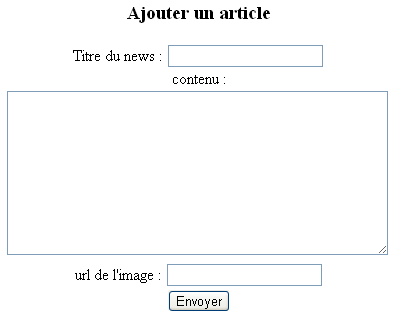 Ajouter un article
Titre du news :
contenu :
url de l'image :
Envoyer